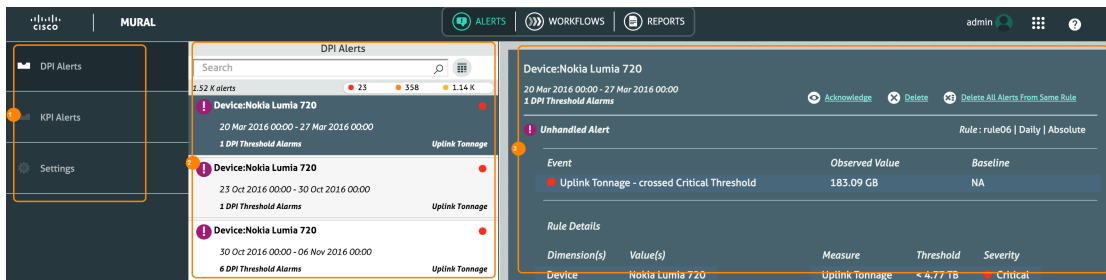 cisco MURAL ALERTS WORKFLOWS REPORTS admin ?
1
DPI Alerts
KPI Alerts
Settings
2
DPI Alerts
Search
1.52 K alerts 23 358 1.14 K
! Device:Nokia Lumia 720
20 Mar 2016 00:00 - 27 Mar 2016 00:00
1 DPI Threshold Alarms Uplink Tonnage
! Device:Nokia Lumia 720
23 Oct 2016 00:00 - 30 Oct 2016 00:00
1 DPI Threshold Alarms Uplink Tonnage
! Device:Nokia Lumia 720
30 Oct 2016 00:00 - 06 Nov 2016 00:00
6 DPI Threshold Alarms Uplink Tonnage
3
Device:Nokia Lumia 720
20 Mar 2016 00:00 - 27 Mar 2016 00:00
1 DPI Threshold Alarms Acknowledge Delete Delete All Alerts From Same Rule
! Unhandled Alert Rule : rule06 | Daily | Absolute
Event Observed Value Baseline
Uplink Tonnage - crossed Critical Threshold 183.09 GB NA
Rule Details
Dimension(s) Value(s) Measure Threshold Severity
Device Nokia Lumia 720 Uplink Tonnage < 4.77 TB Critical